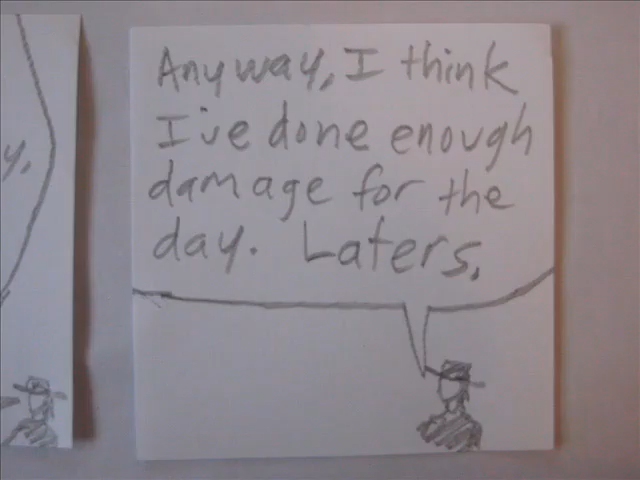 y,
Anyway, I think
I've done enough
damage for the
day. Laters.